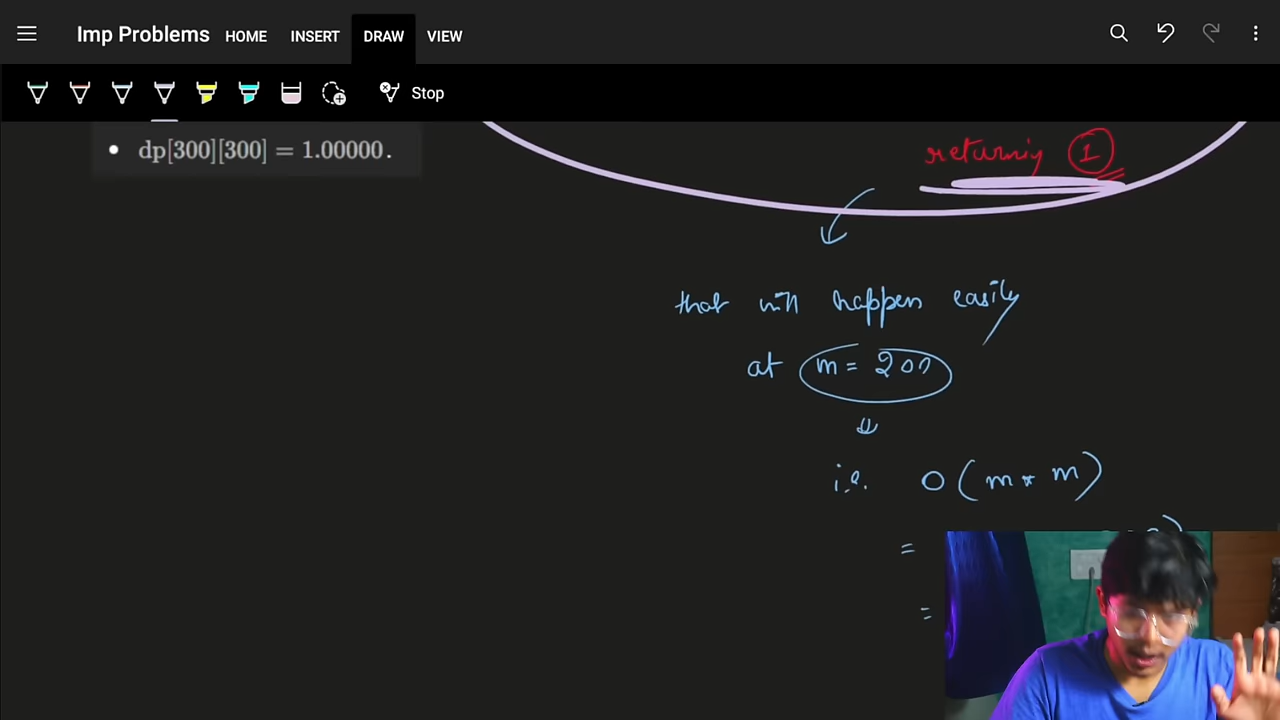 Imp Problems HOME INSERT DRAW VIEW
Stop
• dp[300][300] = 1.00000.
returning 1
that will happen easily
at m = 200
i.e. O(m * m)
=
=